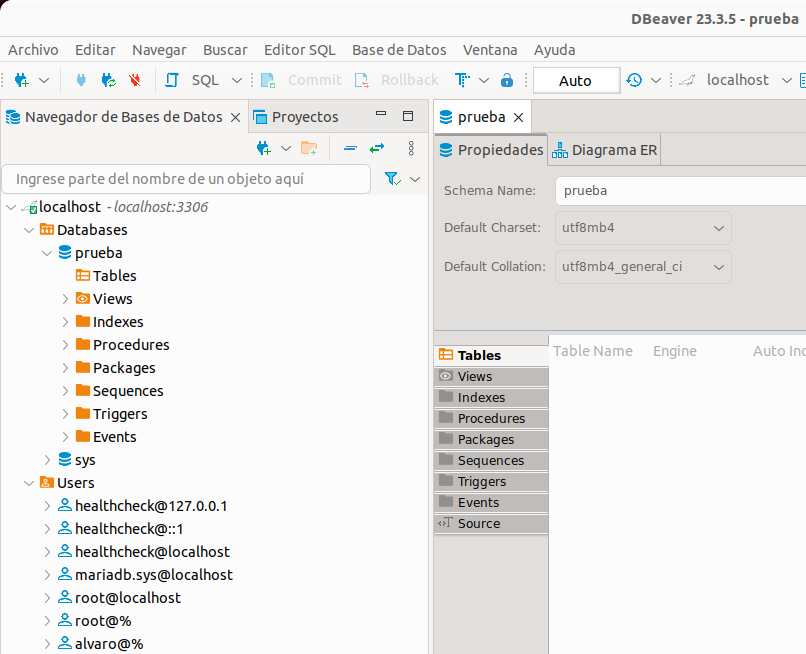 DBeaver 23.3.5 - prueba
Archivo Editar Navegar Buscar Editor SQL Base de Datos Ventana Ayuda
SQL Commit Rollback Auto localhost
Navegador de Bases de Datos Proyectos
Ingrese parte del nombre de un objeto aquí
localhost - localhost:3306
Databases
prueba
Tables
Views
Indexes
Procedures
Packages
Sequences
Triggers
Events
sys
Users
healthcheck@127.0.0.1
healthcheck@::1
healthcheck@localhost
mariadb.sys@localhost
root@localhost
root@%
alvaro@%
prueba
Propiedades Diagrama ER
Schema Name: prueba
Default Charset: utf8mb4
Default Collation: utf8mb4_general_ci
Tables
Views
Indexes
Procedures
Packages
Sequences
Triggers
Events
Source
Table Name Engine Auto Inc